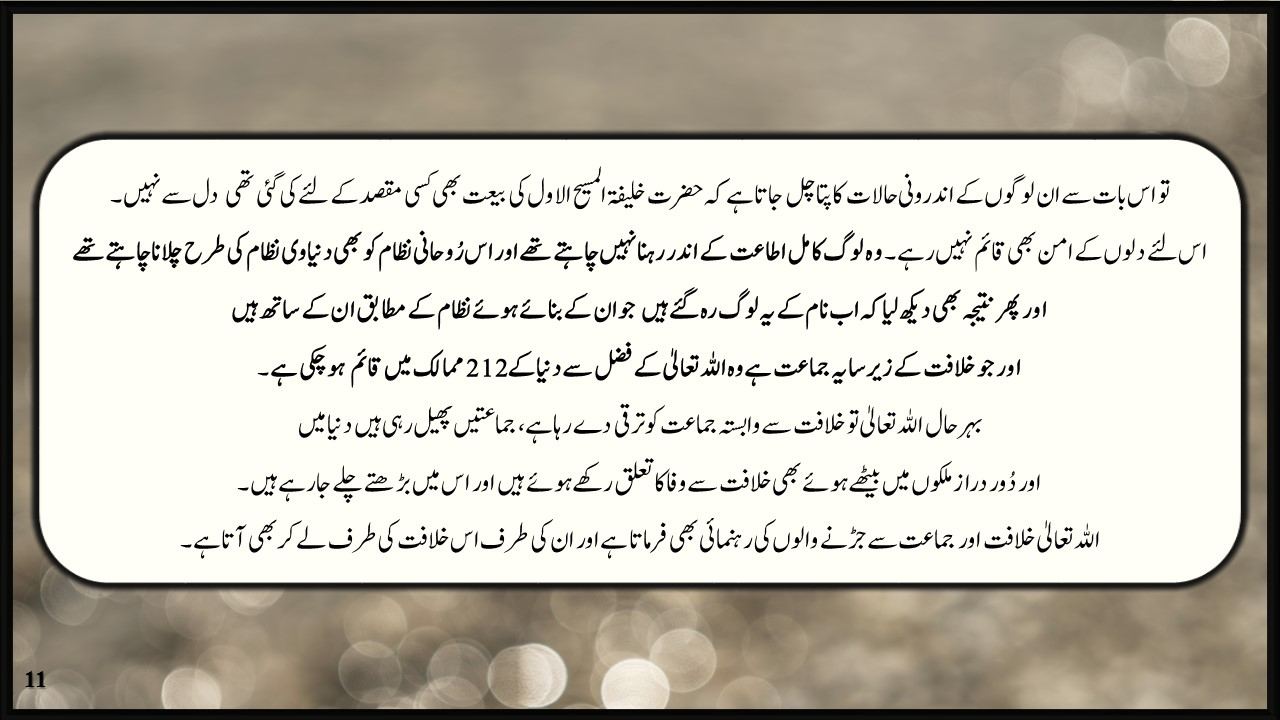 تو اس بات سے ان لوگوں کے اندرونی حالات کا پتا چل جاتا ہے کہ حضرت خلیفۃ المسیح الاول کی بیعت بھی کسی مقصد کے لئے کی گئی تھی دل سے نہیں۔
اس لئے دلوں کے امن بھی قائم نہیں رہے۔ وہ لوگ کامل اطاعت کے اندر رہنا نہیں چاہتے تھے اور اس رُوحانی نظام کو بھی دنیاوی نظام کی طرح چلانا چاہتے تھے
اور پھر نتیجہ بھی دیکھ لیا کہ اب نام کے یہ لوگ رہ گئے ہیں جو ان کے بنائے ہوئے نظام کے مطابق ان کے ساتھ ہیں
اور جو خلافت کے زیر سایہ جماعت ہے وہ اللہ تعالیٰ کے فضل سے دنیا کے 212 ممالک میں قائم ہو چکی ہے۔
بہر حال اللہ تعالیٰ تو خلافت سے وابستہ جماعت کو ترقی دے رہا ہے، جماعتیں پھیل رہی ہیں دنیا میں
اور دُور دراز ملکوں میں بیٹھے ہوئے بھی خلافت سے وفا کا تعلق رکھے ہوئے ہیں اور اس میں بڑھتے چلے جا رہے ہیں۔
اللہ تعالیٰ خلافت اور جماعت سے جڑنے والوں کی رہنمائی بھی فرماتا ہے اور ان کی طرف اس خلافت کی طرف لے کر بھی آتا ہے۔
11